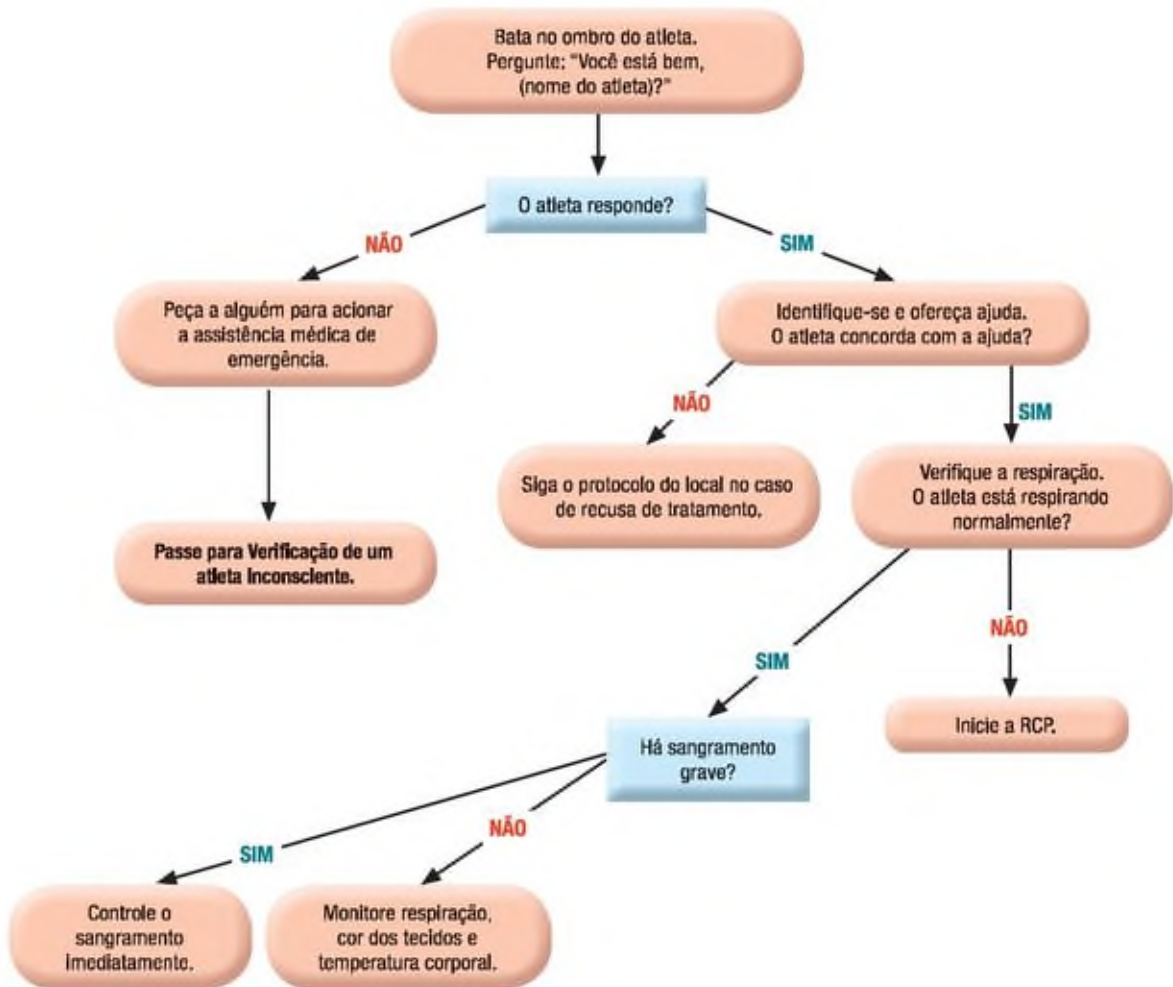 Bata no ombro do atleta.
Pergunte: "Você está bem,
(nome do atleta)?"
O atleta responde?
NÃO
SIM
Peça a alguém para acionar
a assistência médica de
emergência.
Identifique-se e ofereça ajuda.
O atleta concorda com a ajuda?
NÃO
SIM
Siga o protocolo do local no caso
de recusa de tratamento.
Verifique a respiração.
O atleta está respirando
normalmente?
Passe para Verificação de um
atleta inconsciente.
SIM
NÃO
Há sangramento
grave?
Inicie a RCP.
SIM
NÃO
Controle o
sangramento
imediatamente.
Monitore respiração,
cor dos tecidos e
temperatura corporal.